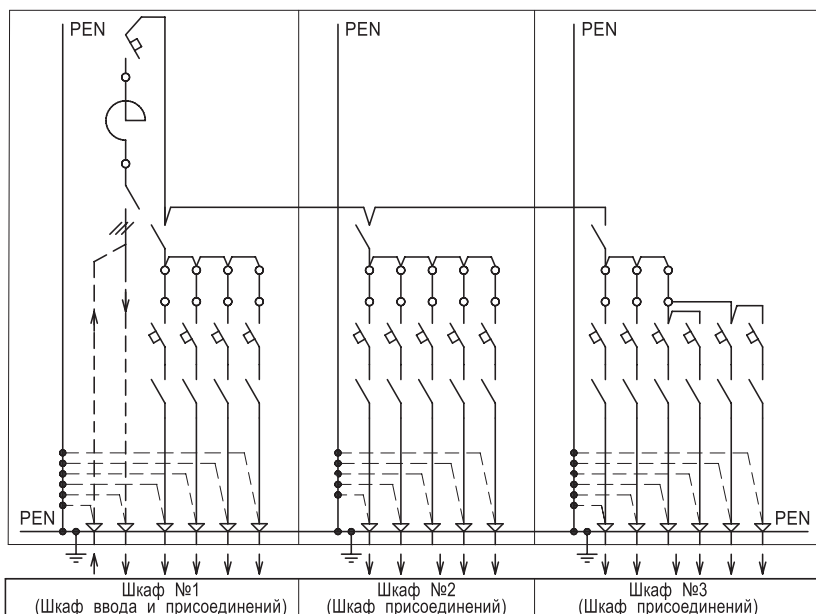 PEN
PEN
PEN
PEN
PEN
Шкаф №1
(Шкаф ввода и присоединений)
Шкаф №2
(Шкаф присоединений)
Шкаф №3
(Шкаф присоединений)